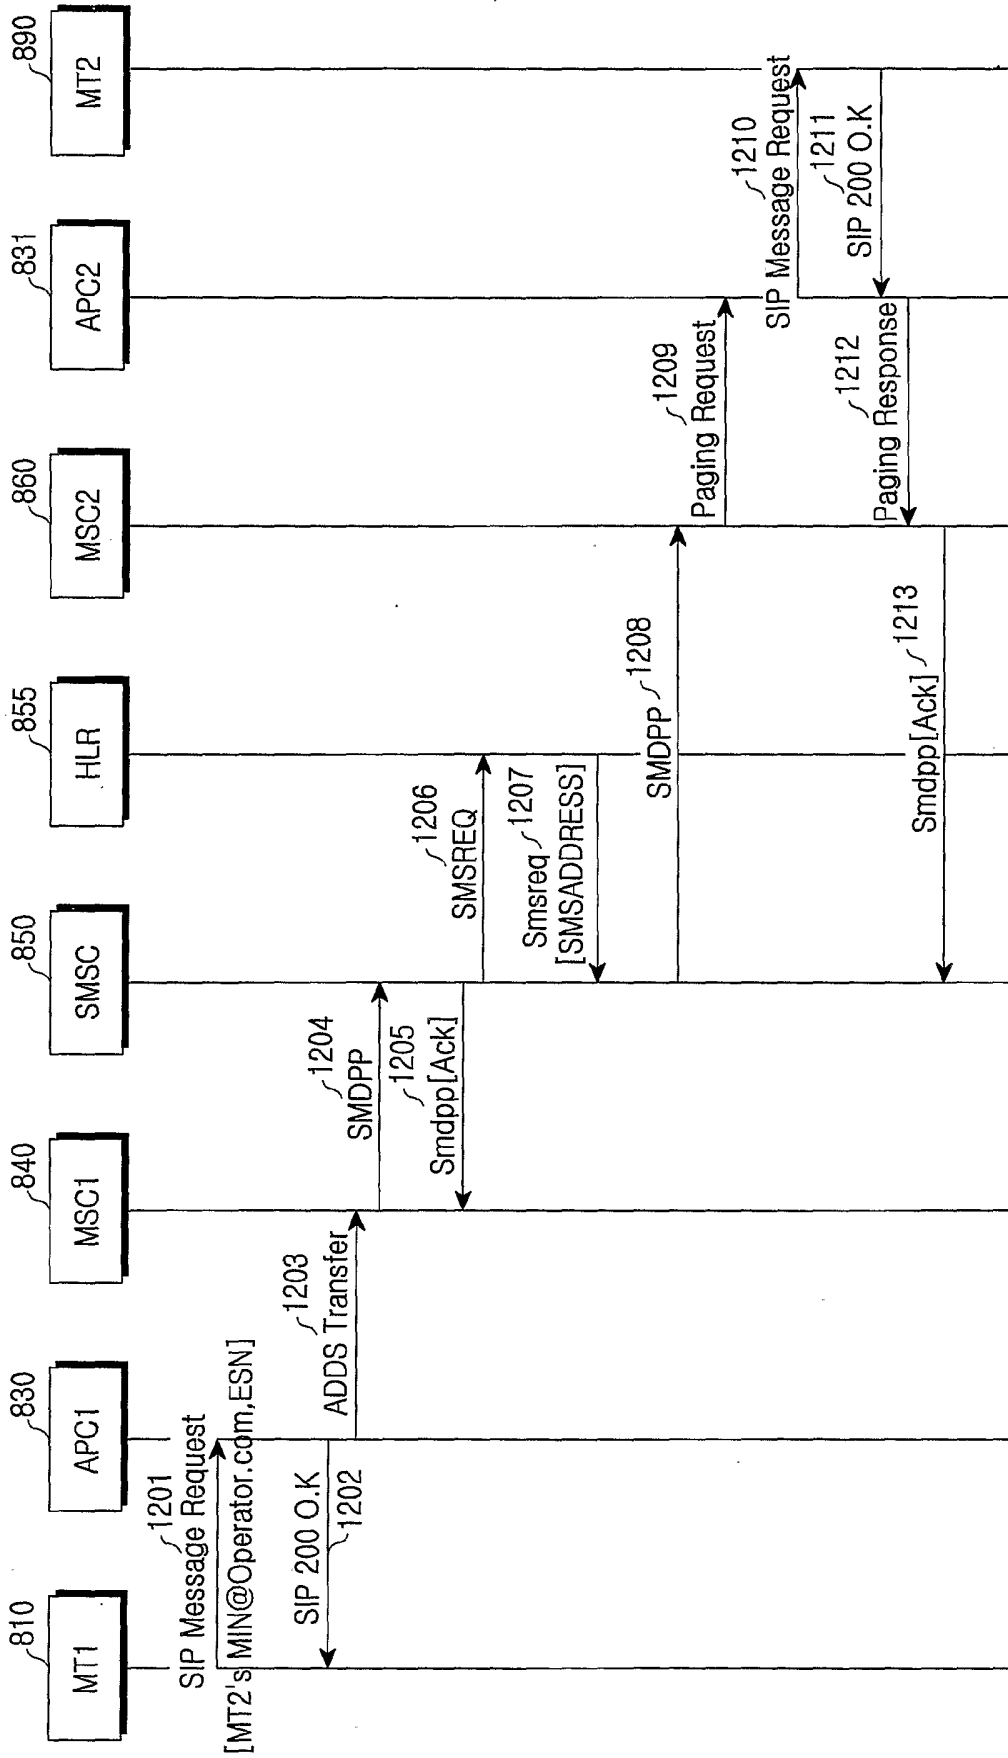 810
MT1
830
APC1
840
MSC1
850
SMSC
855
HLR
860
MSC2
831
APC2
890
MT2
1201
SIP Message Request
[MT2's MIN@Operator.com,ESN]
SIP 200 O.K
1202
1203
ADDS Transfer
1204
SMDPP
1205
Smdpp[Ack]
1206
SMSREQ
Smsreq 1207
[SMSADDRESS]
SMDPP 1208
1209
Paging Request
1210
SIP Message Request
1211
SIP 200 O.K
1212
Paging Response
Smdpp[Ack] 1213